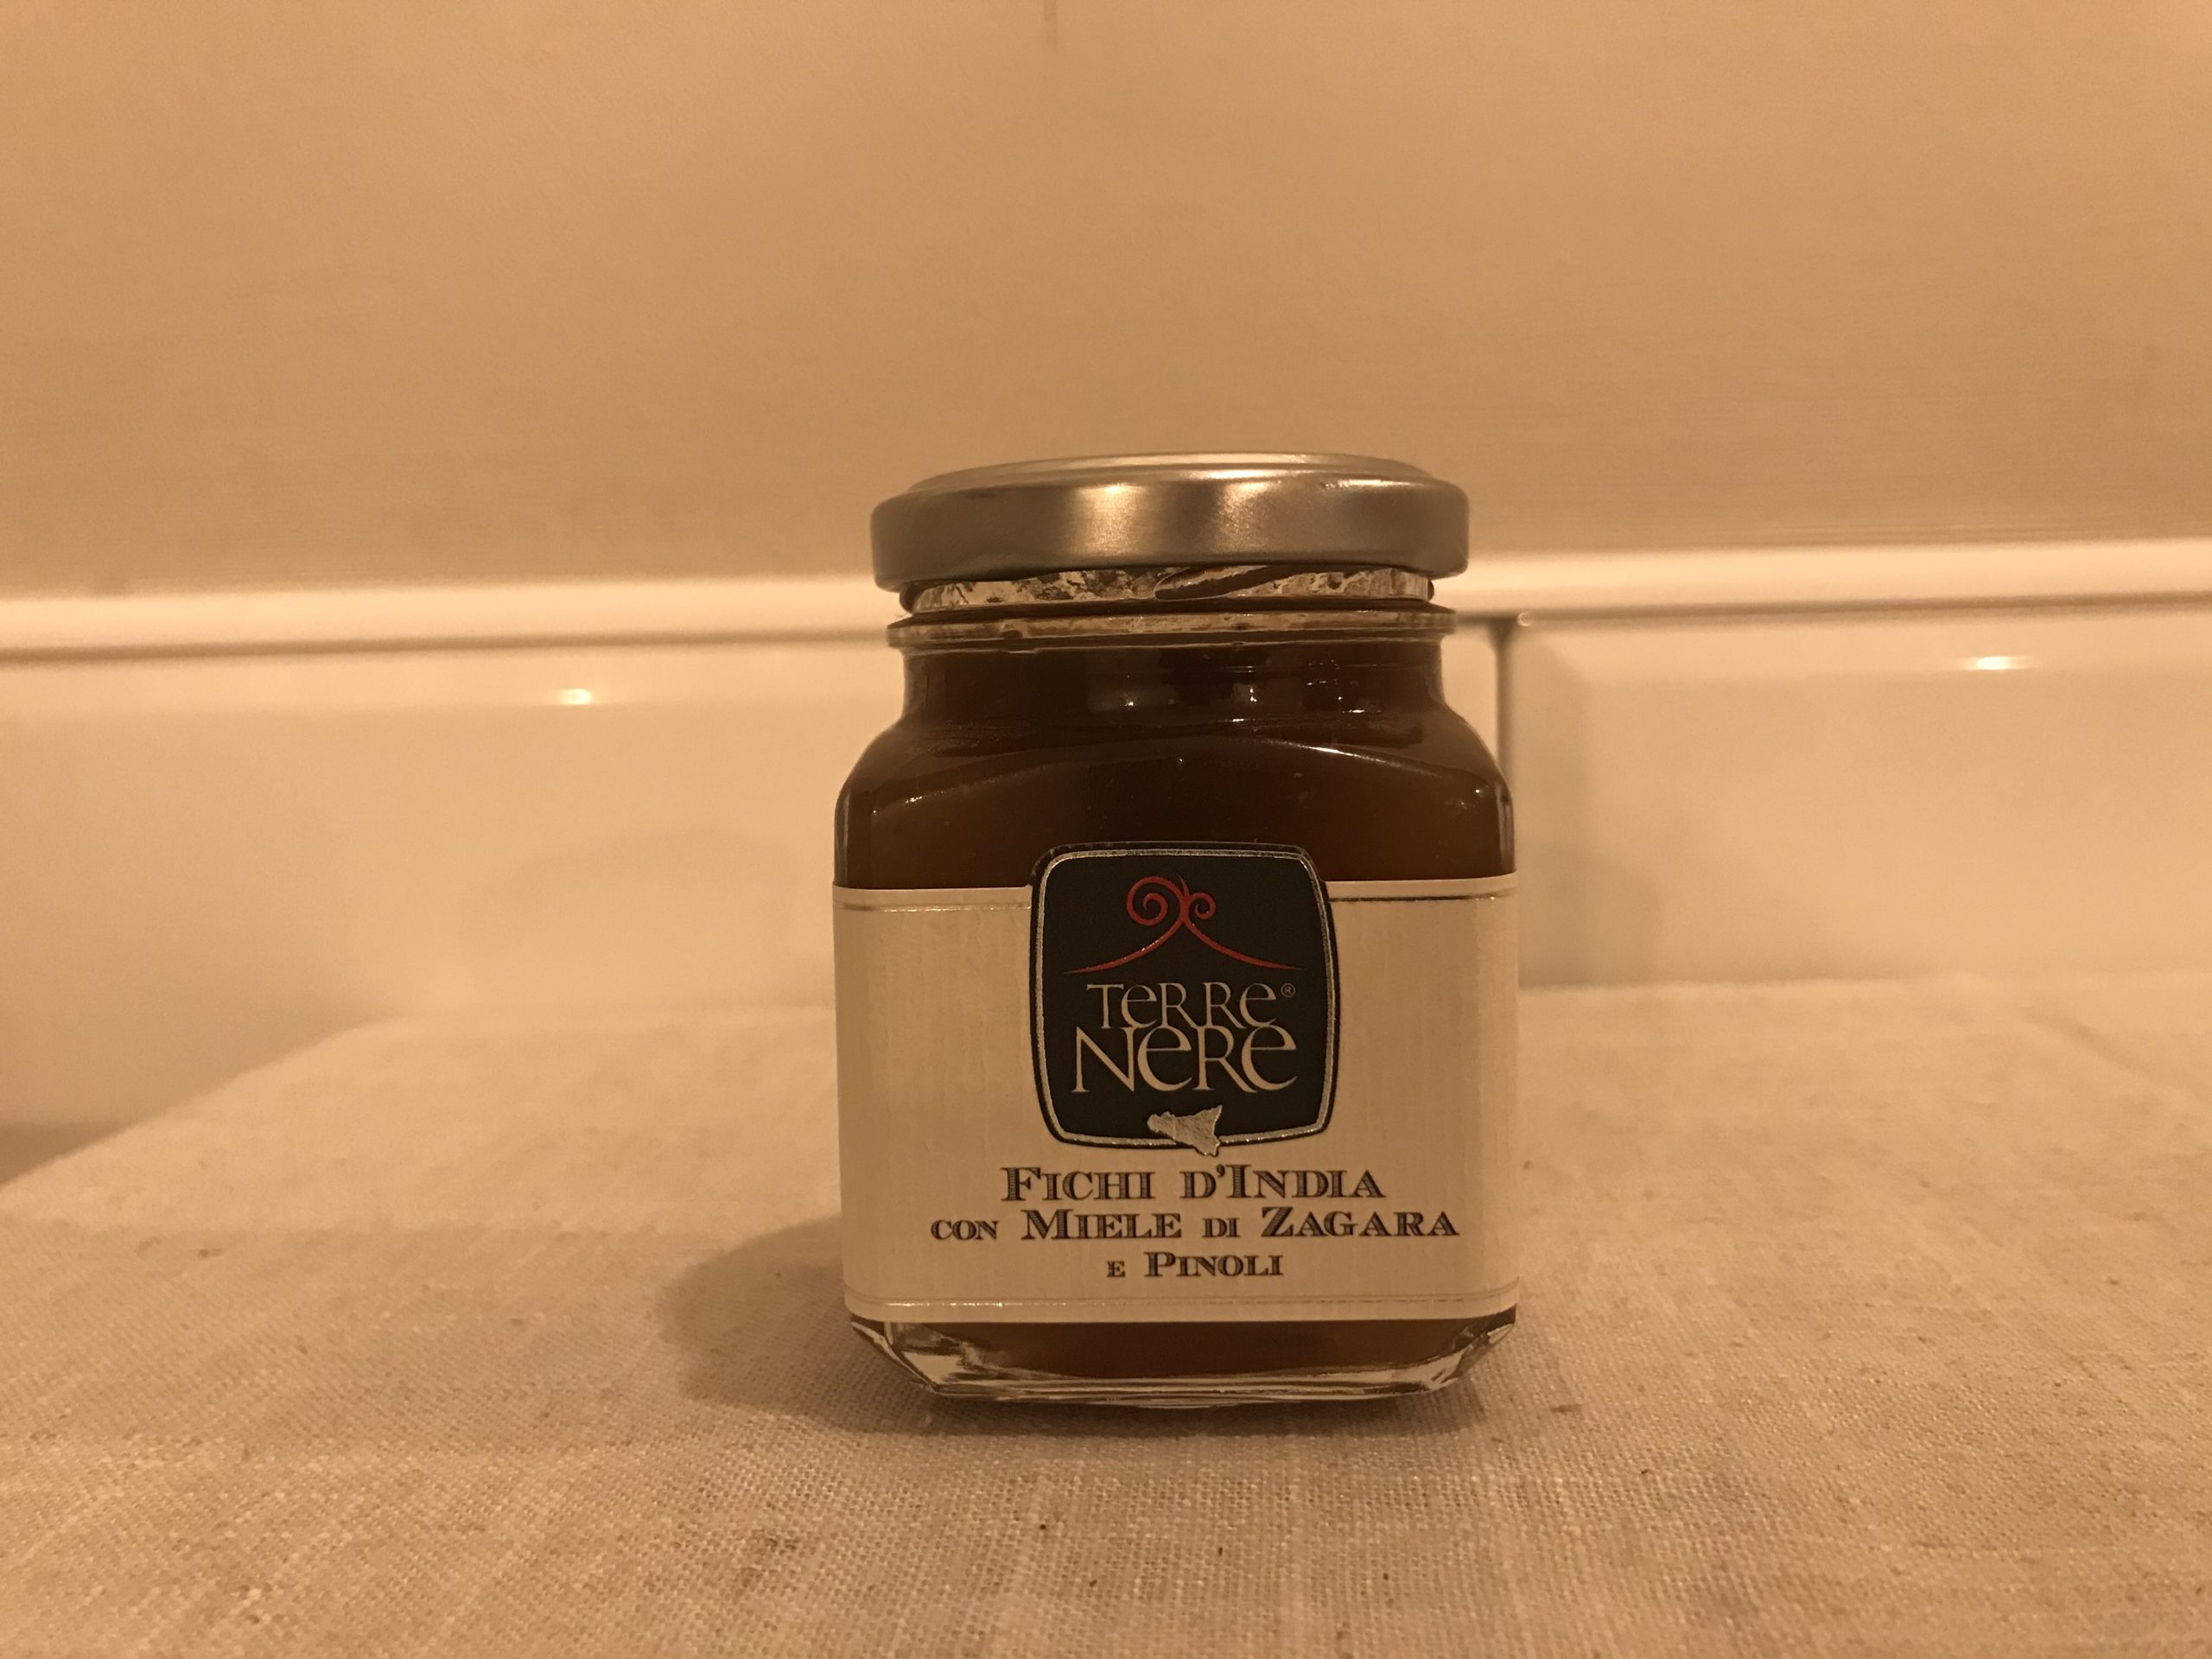 TERRE®
NERE
FICHI D'INDIA
CON MIELE DI ZAGARA
E PINOLI